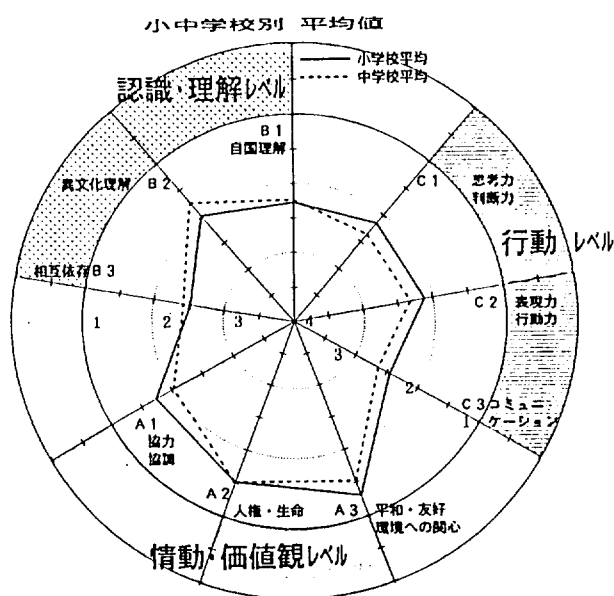 小中学校別 平均値
小学校平均
中学校平均
認識・理解レベル
B1
自国理解
異文化理解
B2
C1
思考力
判断力
行動レベル
相互依存B3
C2
表現力
行動力
1
2
3
4
3
2
1
C3コミュニ
ケーション
A1
協力
協調
A2
人権・生命
A3
平和・友好
環境への関心
情動・価値観レベル